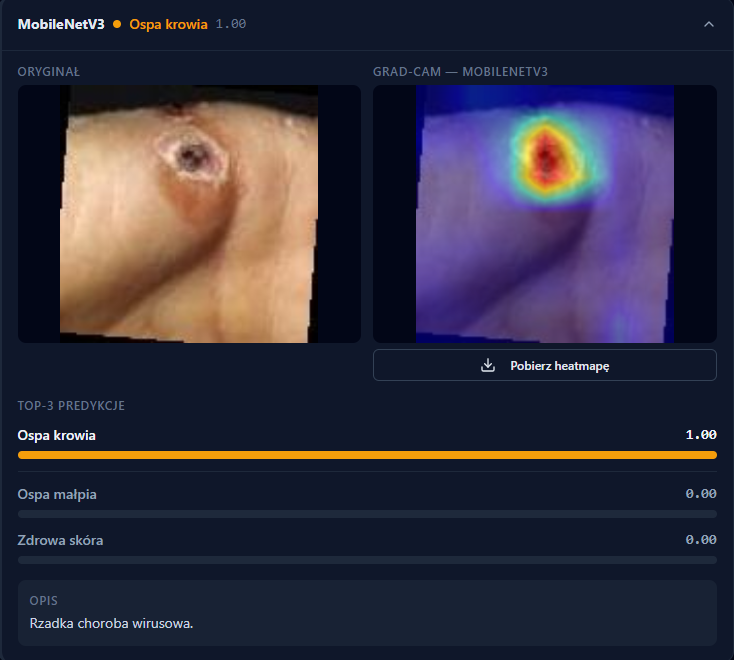 MobileNetV3 Ospa krowia 1.00
ORYGINAŁ
GRAD-CAM — MOBILENETV3
Pobierz heatmapę
TOP-3 PREDYKCJE
Ospa krowia 1.00
Ospa małpia 0.00
Zdrowa skóra 0.00
OPIS
Rzadka choroba wirusowa.